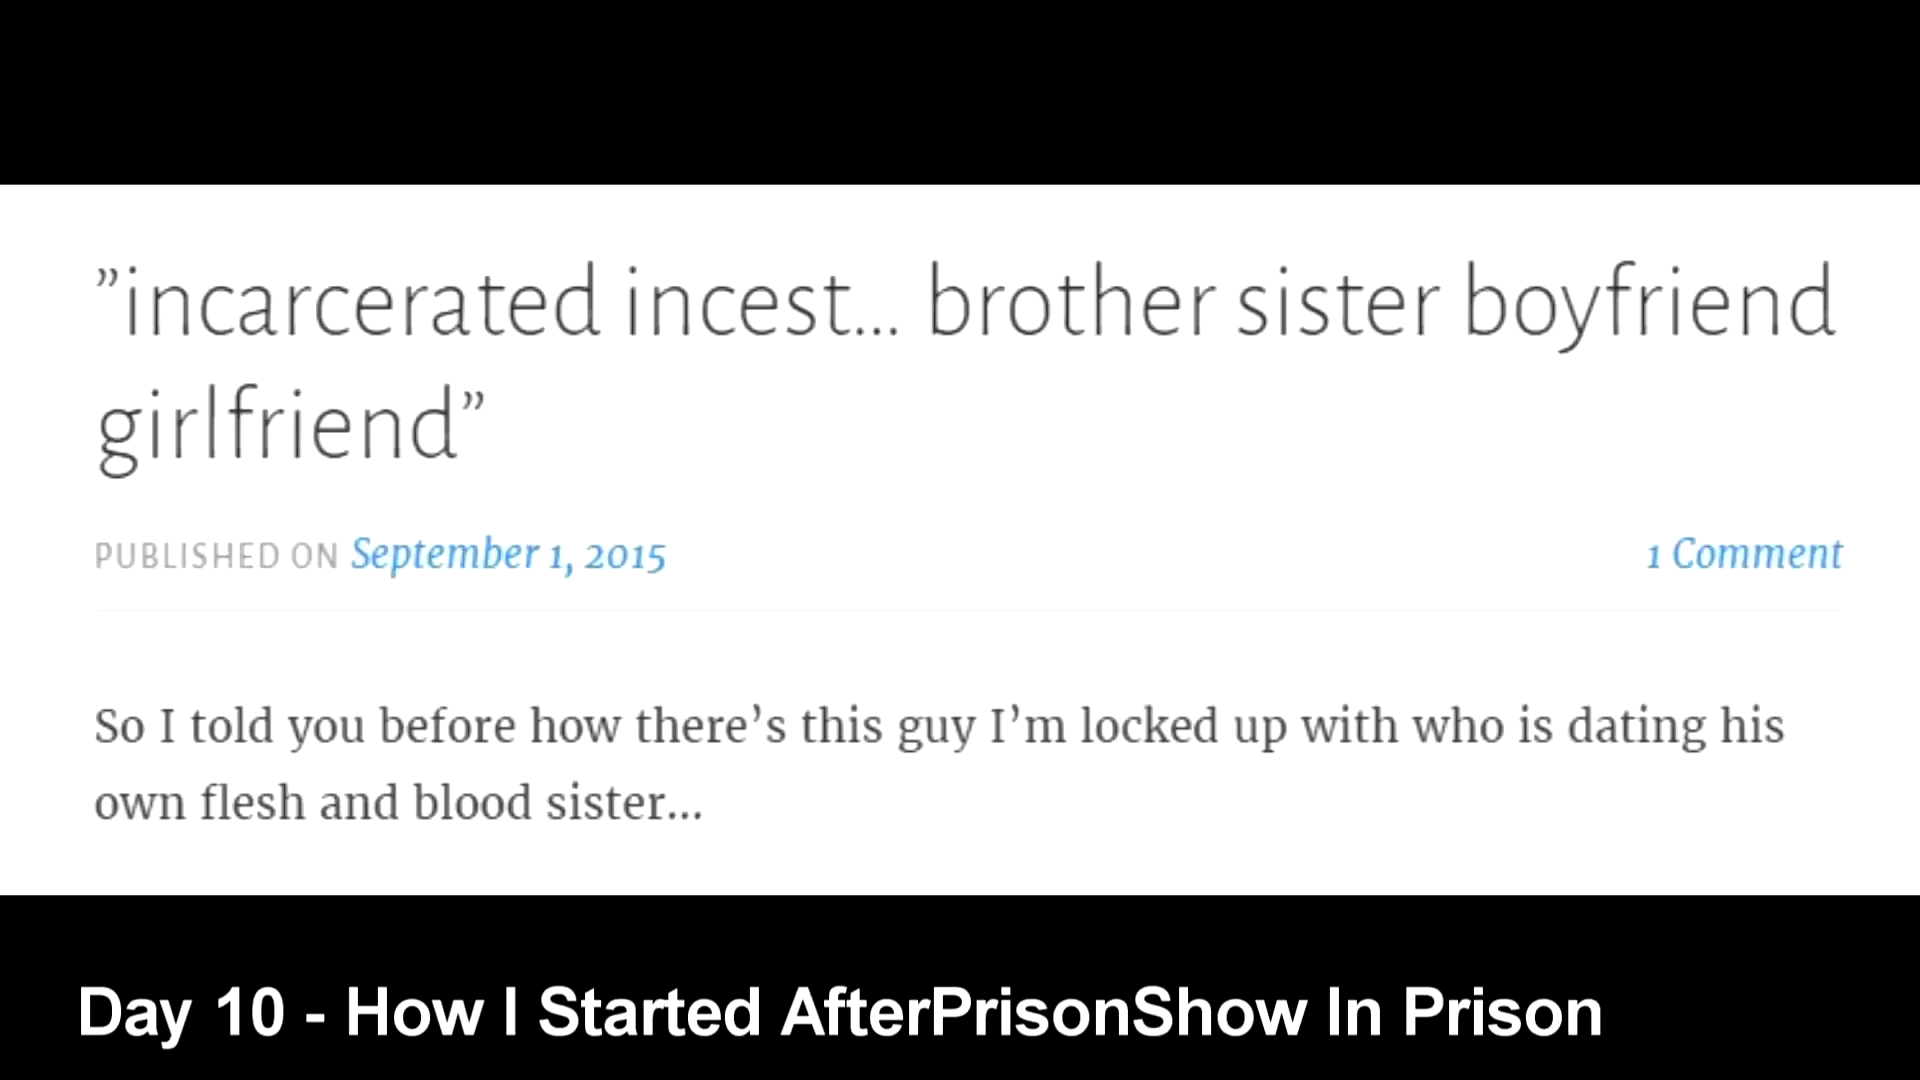 ”incarcerated incest... brother sister boyfriend
girlfriend”
PUBLISHED ON September 1, 2015 1 Comment
So I told you before how there’s this guy I’m locked up with who is dating his
own flesh and blood sister...
Day 10 - How I Started AfterPrisonShow In Prison